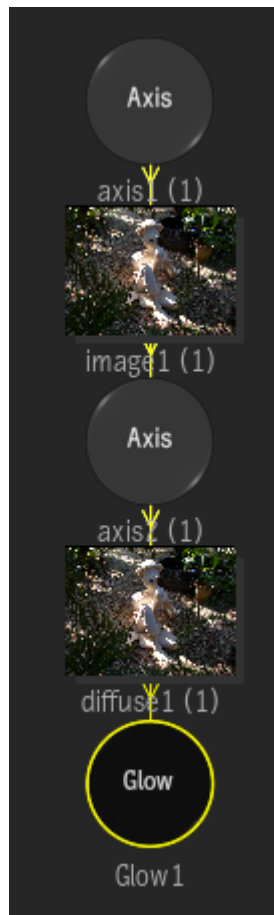 Axis
axis1 (1)
image1 (1)
Axis
axis2 (1)
diffuse1 (1)
Glow
Glow1